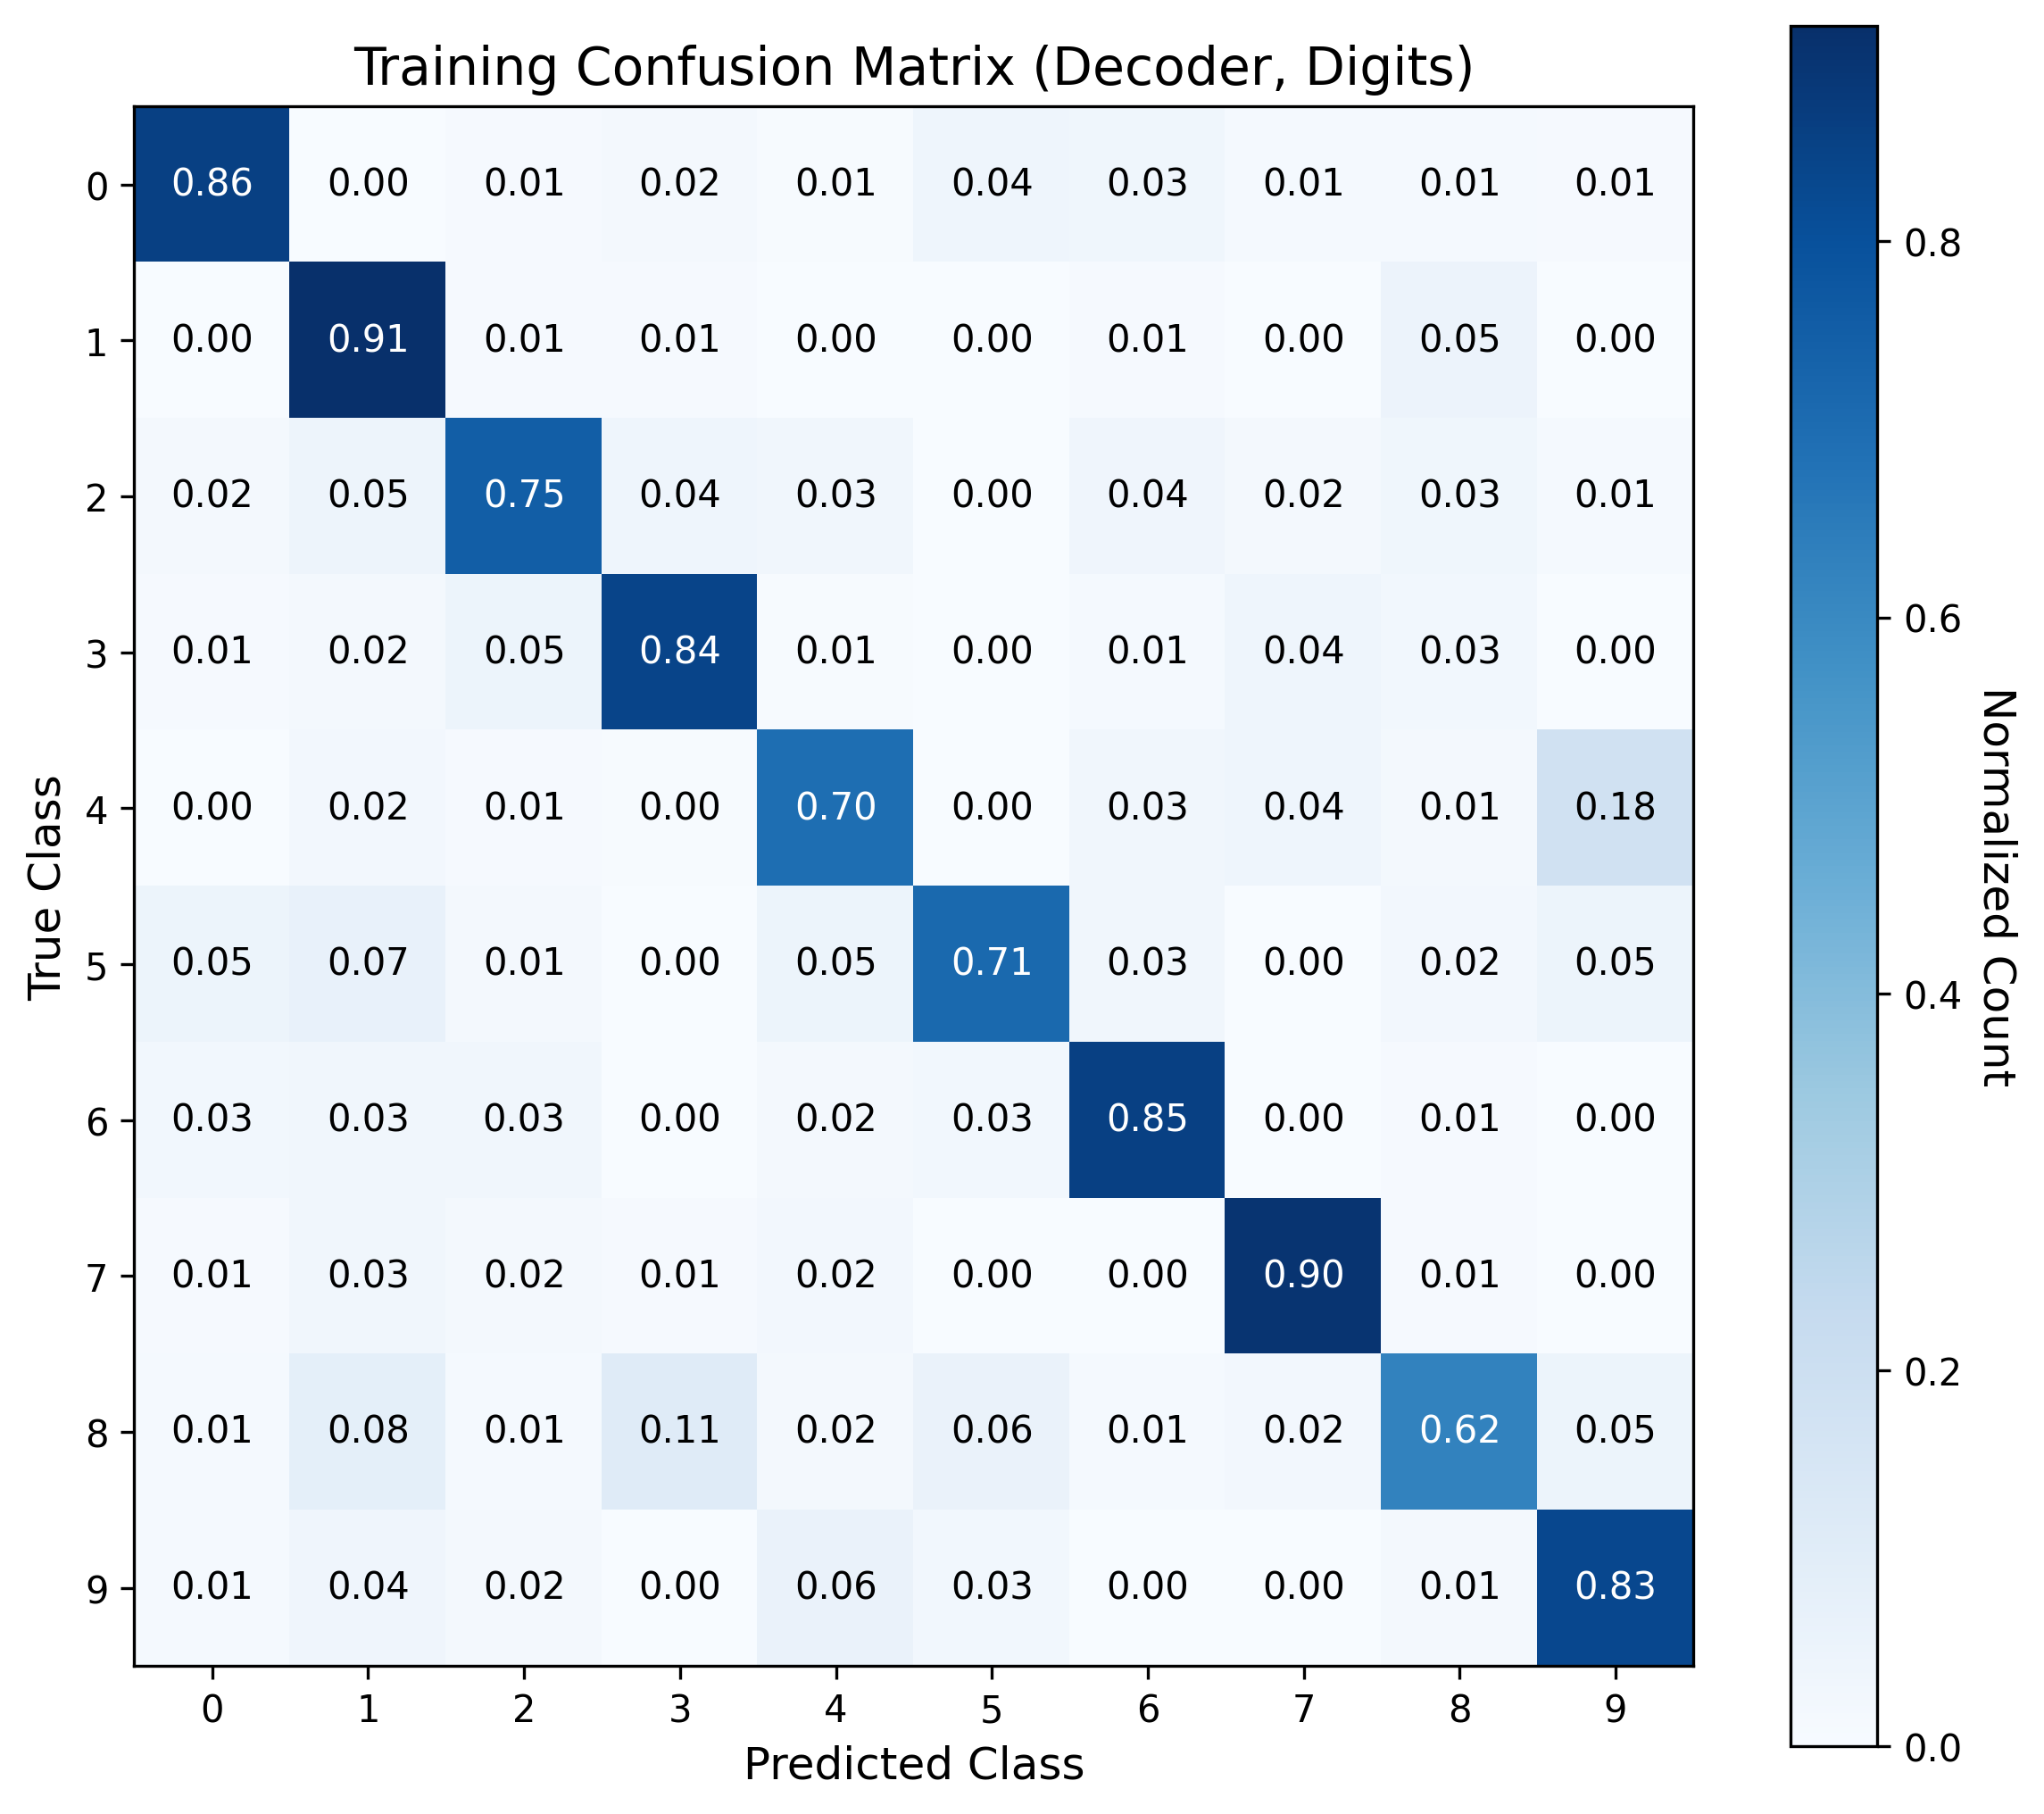 Training Confusion Matrix (Decoder, Digits)
0 0.86 0.00 0.01 0.02 0.01 0.04 0.03 0.01 0.01 0.01
1 0.00 0.91 0.01 0.01 0.00 0.00 0.01 0.00 0.05 0.00
2 0.02 0.05 0.75 0.04 0.03 0.00 0.04 0.02 0.03 0.01
3 0.01 0.02 0.05 0.84 0.01 0.00 0.01 0.04 0.03 0.00
4 0.00 0.02 0.01 0.00 0.70 0.00 0.03 0.04 0.01 0.18
5 0.05 0.07 0.01 0.00 0.05 0.71 0.03 0.00 0.02 0.05
6 0.03 0.03 0.03 0.00 0.02 0.03 0.85 0.00 0.01 0.00
7 0.01 0.03 0.02 0.01 0.02 0.00 0.00 0.90 0.01 0.00
8 0.01 0.08 0.01 0.11 0.02 0.06 0.01 0.02 0.62 0.05
9 0.01 0.04 0.02 0.00 0.06 0.03 0.00 0.00 0.01 0.83
0 1 2 3 4 5 6 7 8 9
Predicted Class
True Class
0.8
0.6
0.4
0.2
0.0
Normalized Count